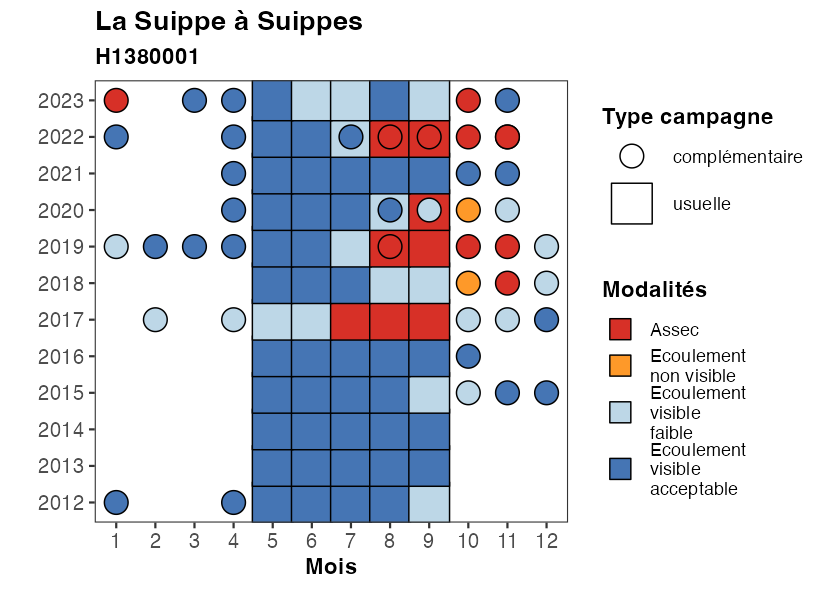 La Suippe à Suippes
H1380001
2023
2022
2021
2020
2019
2018
2017
2016
2015
2014
2013
2012
1 2 3 4 5 6 7 8 9 10 11 12
Mois
Type campagne
complémentaire
usuelle
Modalités
Assec
Ecoulement
non visible
Ecoulement
visible
faible
Ecoulement
visible
acceptable